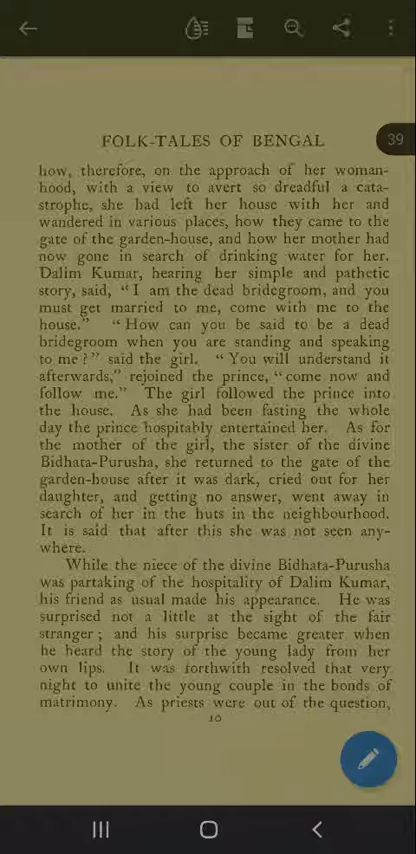 FOLK-TALES OF BENGAL
39
how, therefore, on the approach of her woman-
hood, with a view to avert so dreadful a cata-
strophe, she had left her house with her and
wandered in various places, how they came to the
gate of the garden-house, and how her mother had
now gone in search of drinking water for her.
Dalim Kumar, hearing her simple and pathetic
story, said, “I am the dead bridegroom, and you
must get married to me, come with me to the
house.” “How can you be said to be a dead
bridegroom when you are standing and speaking
to me?” said the girl. “You will understand it
afterwards,” rejoined the prince, “come now and
follow me.” The girl followed the prince into
the house. As she had been fasting the whole
day the prince hospitably entertained her. As for
the mother of the girl, the sister of the divine
Bidhata-Purusha, she returned to the gate of the
garden-house after it was dark, cried out for her
daughter, and getting no answer, went away in
search of her in the huts in the neighbourhood.
It is said that after this she was not seen any-
where.
While the niece of the divine Bidhata-Purusha
was partaking of the hospitality of Dalim Kumar,
his friend as usual made his appearance. He was
surprised not a little at the sight of the fair
stranger; and his surprise became greater when
he heard the story of the young lady from her
own lips. It was forthwith resolved that very
night to unite the young couple in the bonds of
matrimony. As priests were out of the question,
10